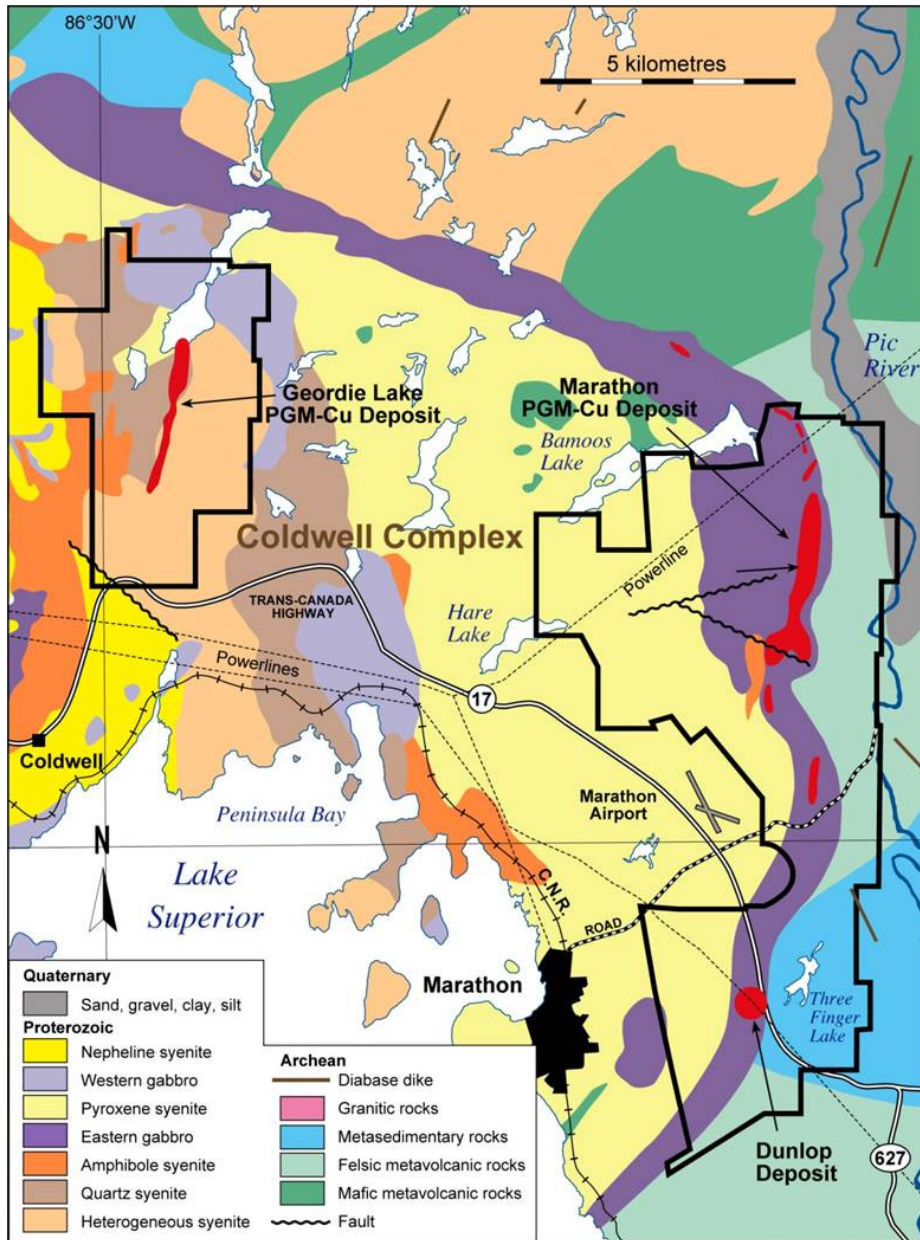 86°30'W
5 kilometres
Pic
River
Geordie Lake
PGM-Cu Deposit
Marathon
PGM-Cu Deposit
Bamoos
Lake
Coldwell Complex
Powerline
TRANS-CANADA
HIGHWAY
Hare
Lake
Powerlines
17
Coldwell
Peninsula Bay
Marathon
Airport
N
Lake
Superior
C.N.R.
ROAD
Marathon
Three
Finger
Lake
Dunlop
Deposit
627
Quaternary
Sand, gravel, clay, silt
Proterozoic
Nepheline syenite
Western gabbro
Pyroxene syenite
Eastern gabbro
Amphibole syenite
Quartz syenite
Heterogeneous syenite
Archean
Diabase dike
Granitic rocks
Metasedimentary rocks
Felsic metavolcanic rocks
Mafic metavolcanic rocks
Fault